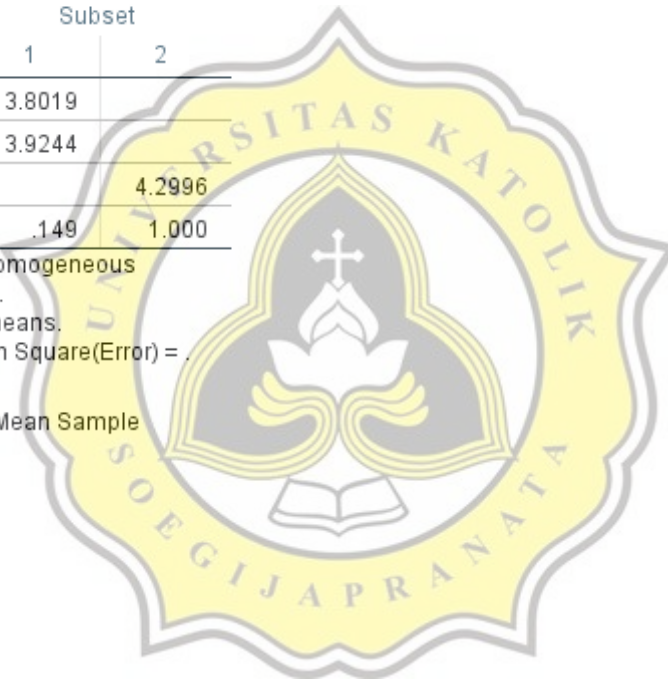 Subset
1 2
3.8019
3.9244
4.2996
.149 1.000
omogeneous
.
neans.
n Square(Error) = .
Mean Sample
UNIVERSITAS KATOLIK
SOEGIJAPRANATA